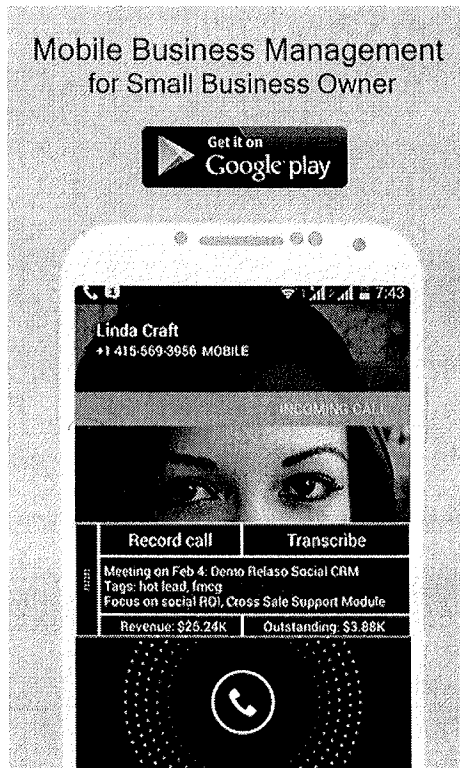 Mobile Business Management
for Small Business Owner
Get it on
Google play
7:43
Linda Craft
+1 415-569-3956 MOBILE
INCOMING CALL
Record call
Transcribe
Meeting on Feb 4: Demo Relaso Social CRM
Tags: hot lead, fmcg
Focus on social ROI, Cross Sale Support Module
Revenue: $25.24K
Outstanding: $3.88K